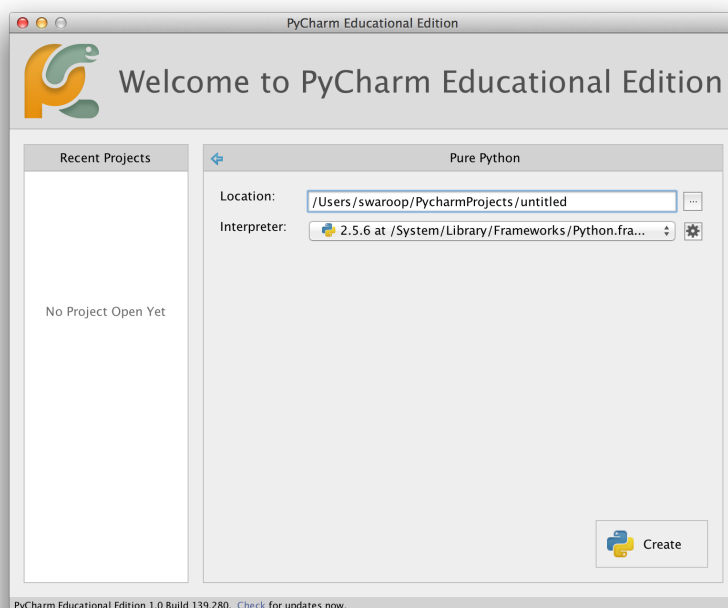 PyCharm Educational Edition
Welcome to PyCharm Educational Edition
Recent Projects
No Project Open Yet
Pure Python
Location: /Users/swaroop/PycharmProjects/untitled ...
Interpreter: 2.5.6 at /System/Library/Frameworks/Python.fra...
Create
PyCharm Educational Edition 1.0 Build 139.280. Check for updates now.